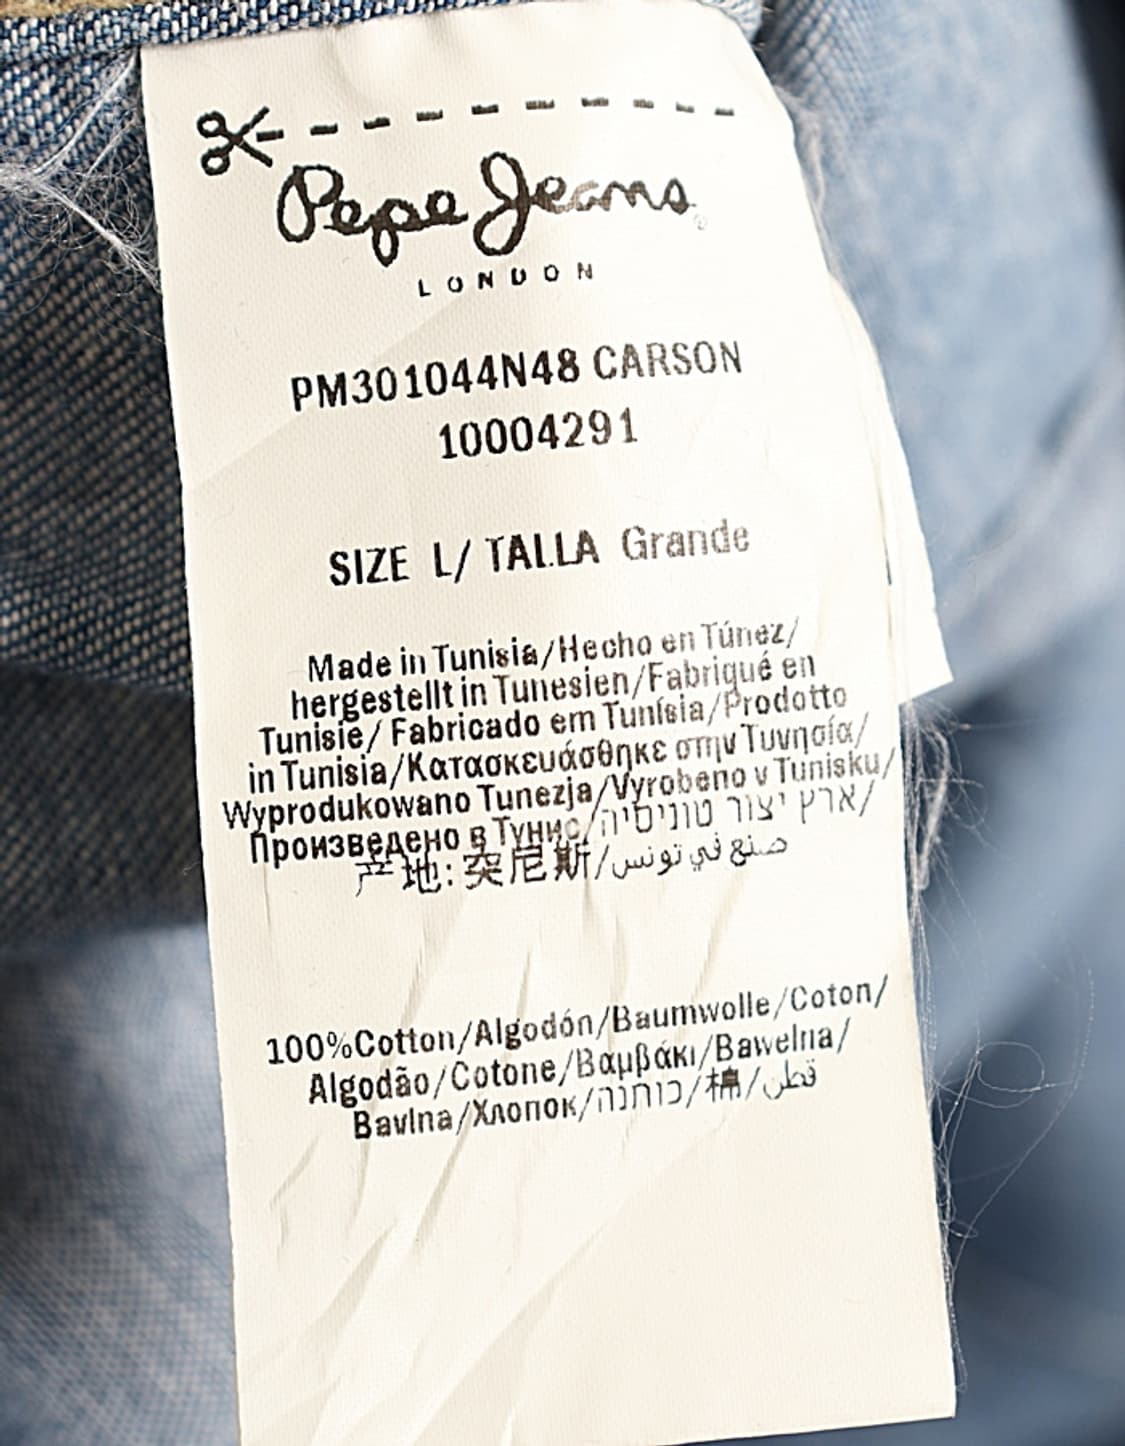 Pepe Jeans
LONDON
PM301044N48 CARSON
10004291
SIZE L/ TALLA Grande
Made in Tunisia/Hecho en Túnez/
hergestellt in Tunesien/Fabriqué en
Tunisie/ Fabricado em Tunísia/Prodotto
in Tunisia/Κατασκευάσθηκε στην Τυνησία/
Wyprodukowano Tunezja/Vyrobeno v Tunisku/
Произведено в Тунис/ארץ יצור טוניסיה/
产地:突尼斯/صنع في تونس
100%Cotton/Algodón/Baumwolle/Coton/
Algodão/Cotone/Βαμβάκι/Bawełna/
Bavlna/Хлопок/כותנה/棉/قطن